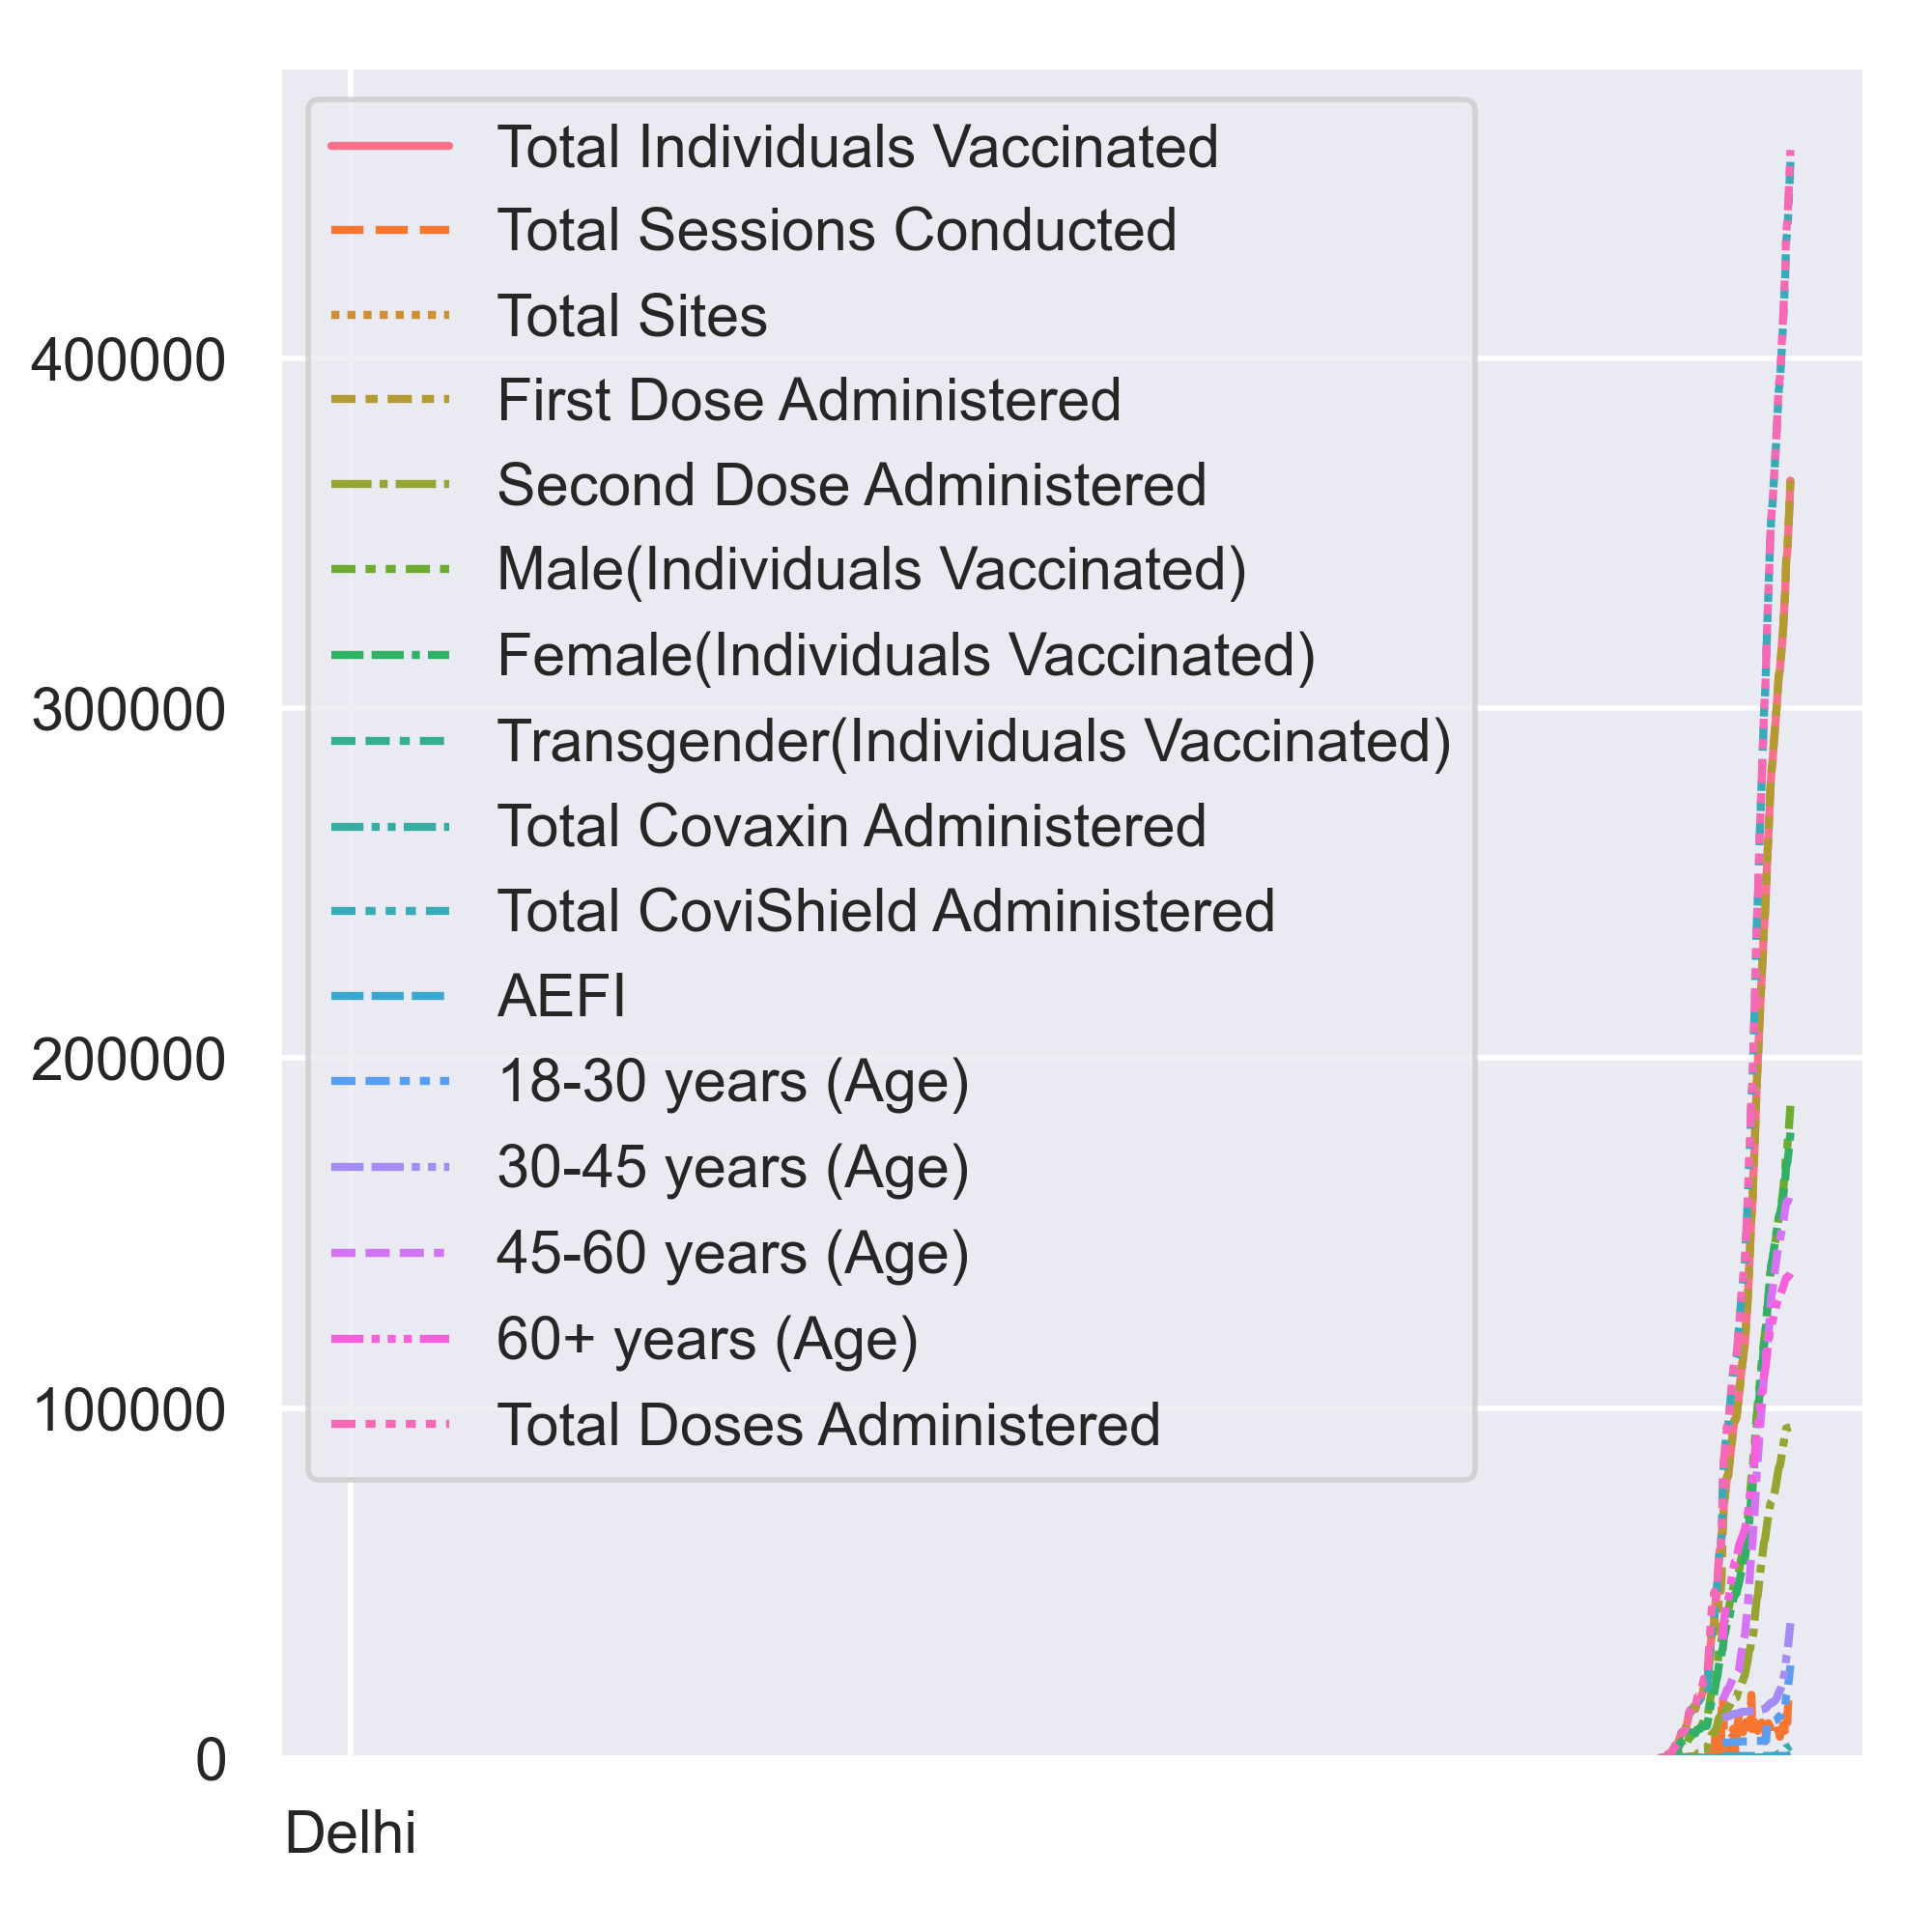 Total Individuals Vaccinated
Total Sessions Conducted
Total Sites
First Dose Administered
Second Dose Administered
Male(Individuals Vaccinated)
Female(Individuals Vaccinated)
Transgender(Individuals Vaccinated)
Total Covaxin Administered
Total CoviShield Administered
AEFI
18-30 years (Age)
30-45 years (Age)
45-60 years (Age)
60+ years (Age)
Total Doses Administered
400000
300000
200000
100000
0
Delhi